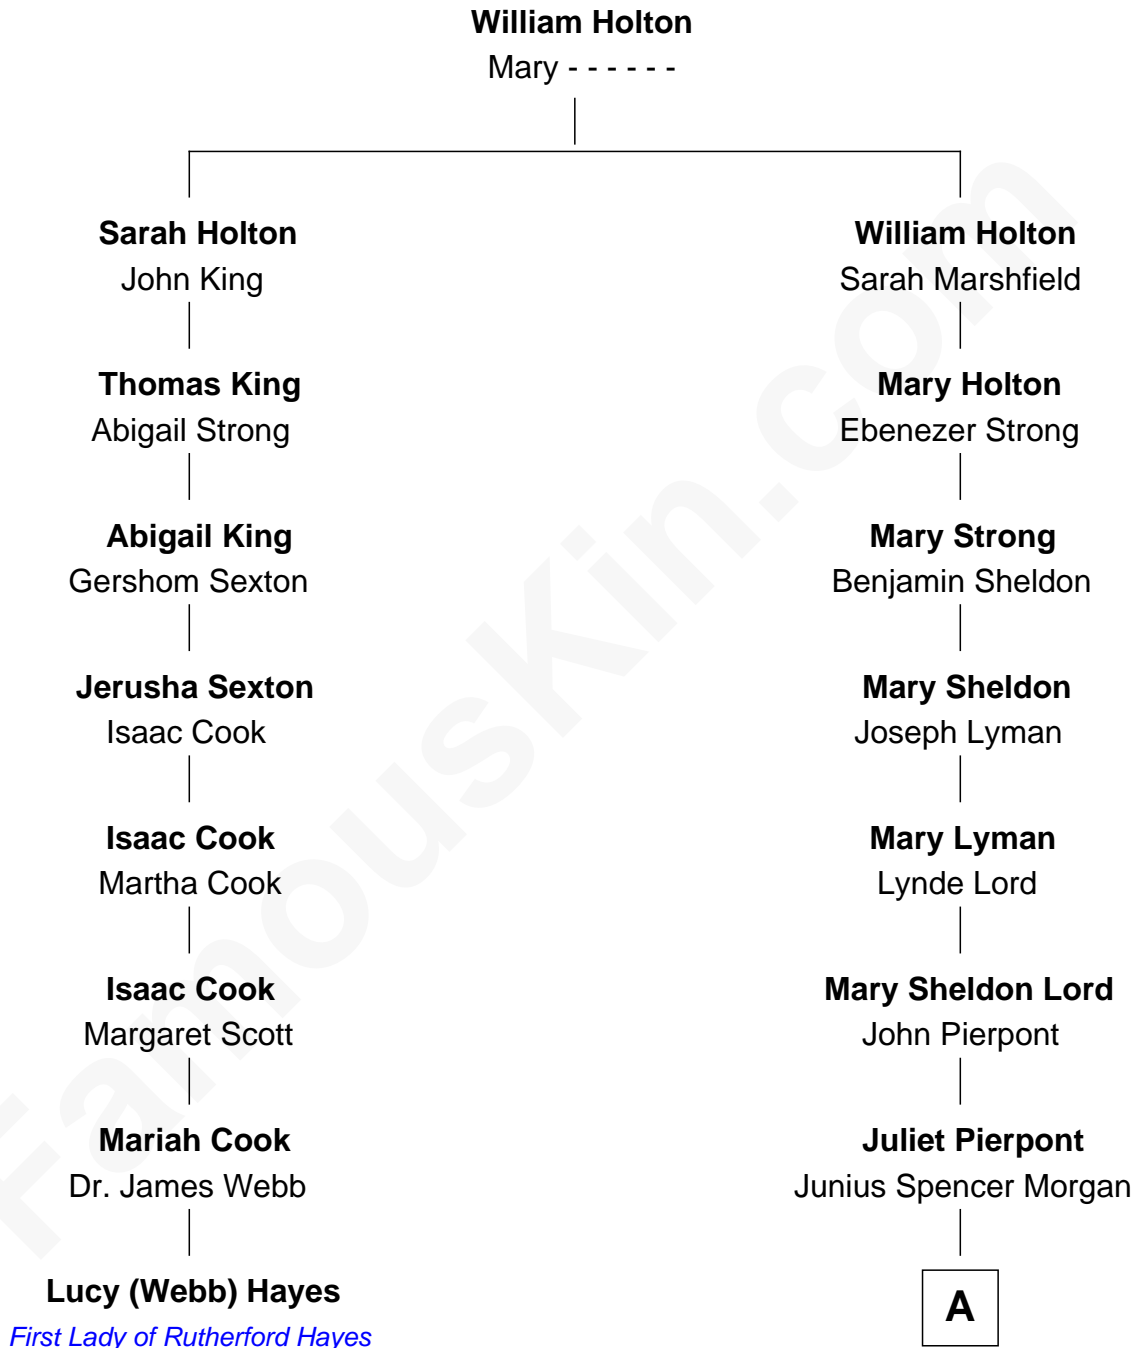 William Holton
Mary - - - - - -
Sarah Holton
John King
William Holton
Sarah Marshfield
Thomas King
Abigail Strong
Mary Holton
Ebenezer Strong
Abigail King
Gershom Sexton
Mary Strong
Benjamin Sheldon
Jerusha Sexton
Isaac Cook
Mary Sheldon
Joseph Lyman
Isaac Cook
Martha Cook
Mary Lyman
Lynde Lord
Isaac Cook
Margaret Scott
Mary Sheldon Lord
John Pierpont
Mariah Cook
Dr. James Webb
Juliet Pierpont
Junius Spencer Morgan
Lucy (Webb) Hayes
First Lady of Rutherford Hayes
A
FamousKin.com